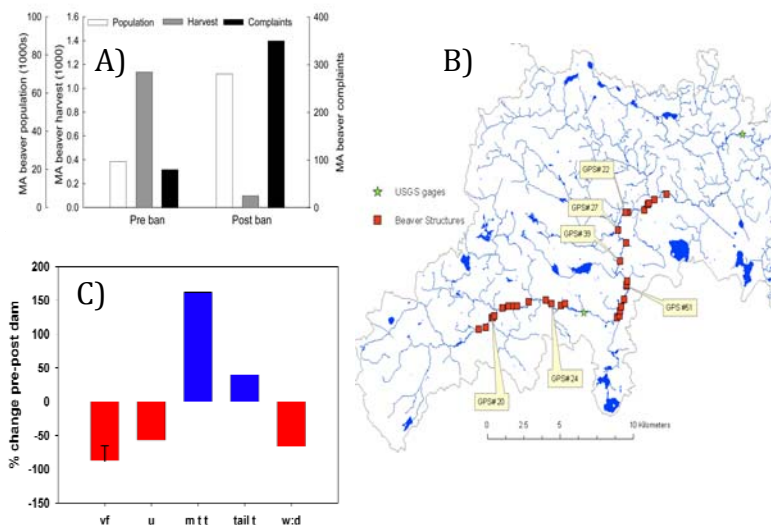 Population Harvest Complaints
A)
MA beaver population (1000s)
100
80
60
40
20
0
MA beaver harvest (1000)
1.6
1.4
1.2
1.0
0.8
0.6
0.4
0.2
0.0
MA beaver complaints
400
300
200
100
0
Pre ban Post ban
B)
USGS gages
Beaver Structures
GPS# 22
GPS# 27
GPS# 39
GPS #51
GPS# 24
GPS# 20
0 2.5 5 10 Kilometers
C)
% change pre-post dam
200
150
100
50
0
-50
-100
-150
vf u m t t tail t w:d